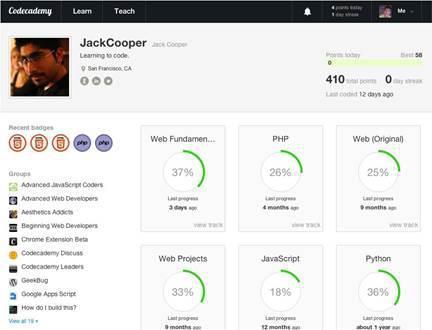 Codecademy Learn Teach 4 points today 1 day streak Me
JackCooper Jack Cooper
Learning to code.
San Francisco, CA
Points today Best 58
0
410 total points 0 day streak
Last coded 12 days ago
Recent badges
5 5 5 php php
Groups
Advanced JavaScript Coders
Advanced Web Developers
Aesthetics Addicts
Beginning Web Developers
Chrome Extension Beta
Codecademy Discuss
Codecademy Leaders
GeekBug
Google Apps Script
How do I build this?
View all 19
Web Fundamen...
37%
Last progress
3 days ago
view track
PHP
26%
Last progress
4 months ago
view track
Web (Original)
25%
Last progress
9 months ago
view track
Web Projects
33%
Last progress
9 months ago
JavaScript
18%
Last progress
12 months ago
Python
36%
Last progress
about 1 year ago